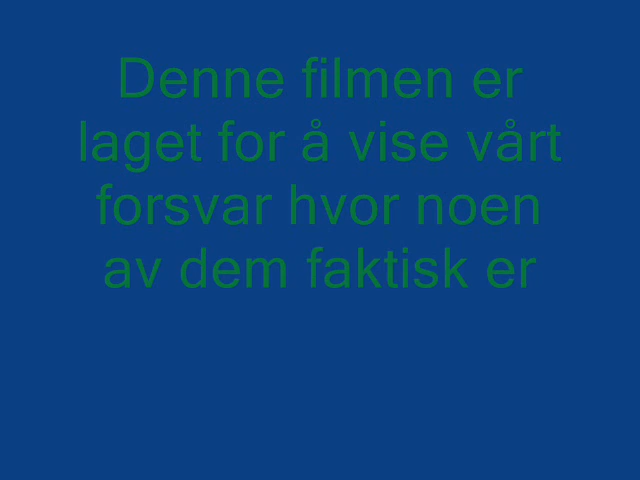 Denne filmen er
laget for å vise vårt
forsvar hvor noen
av dem faktisk er